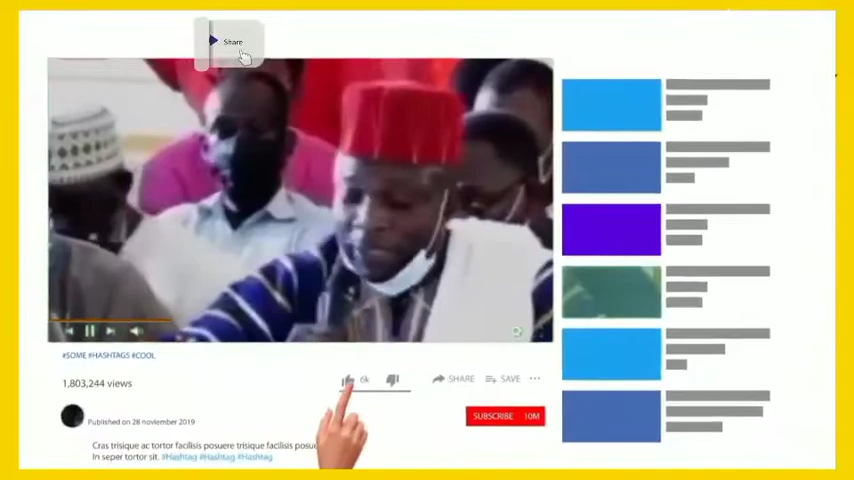 Share
#SOME #HASHTAGS #COOL
1,803,244 views
6k
SHARE
SAVE
Published on 28 november 2019
SUBSCRIBE 10M
Cras trisique ac tortor facilisis posuere trisique facilisis posue
In seper tortor sit. #Hashtag #Hashtag #Hashtag